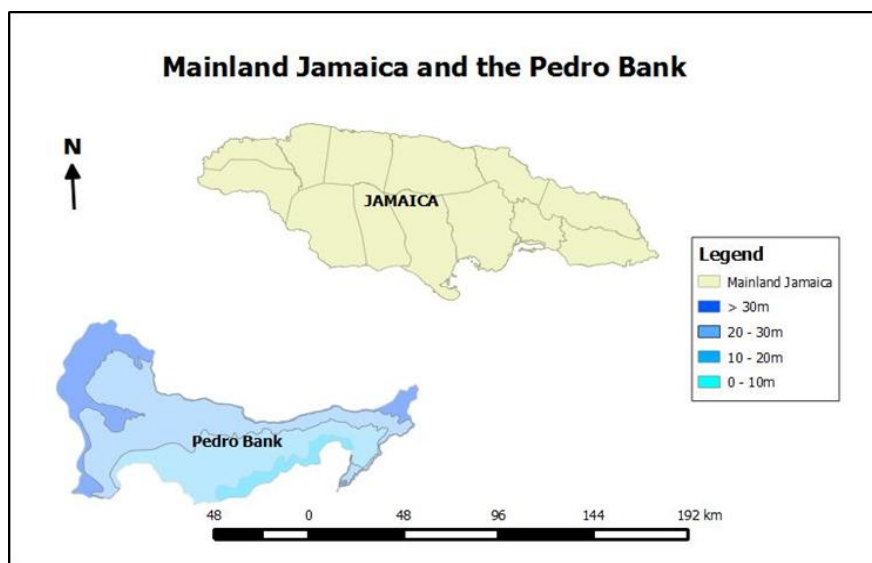 Mainland Jamaica and the Pedro Bank
N
JAMAICA
Legend
Mainland Jamaica
> 30m
20 - 30m
10 - 20m
0 - 10m
Pedro Bank
48 0 48 96 144 192 km